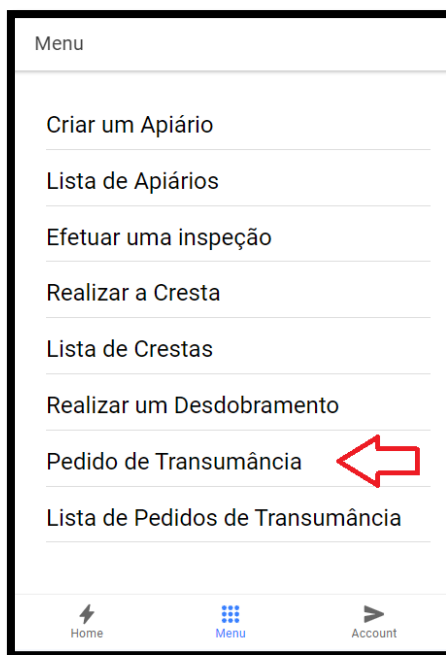 Menu
Criar um Apiário
Lista de Apiários
Efetuar uma inspeção
Realizar a Cresta
Lista de Crestas
Realizar um Desdobramento
Pedido de Transumância
Lista de Pedidos de Transumância
Home Menu Account